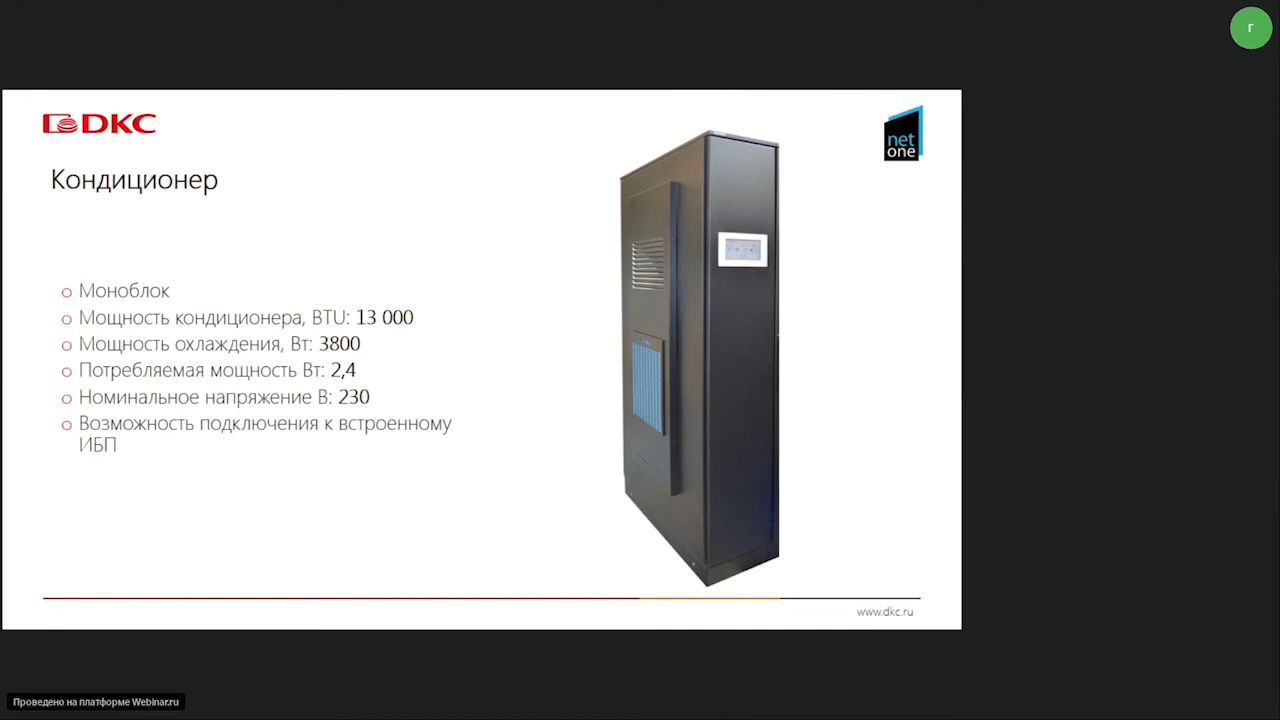 г
DKC
net
one
Кондиционер
Моноблок
Мощность кондиционера, BTU: 13 000
Мощность охлаждения, Вт: 3800
Потребляемая мощность Вт: 2,4
Номинальное напряжение В: 230
Возможность подключения к встроенному
ИБП
www.dkc.ru
Проведено на платформе Webinar.ru